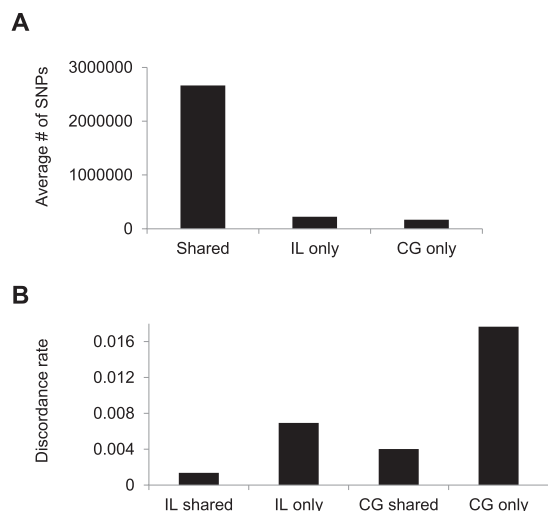 A
Average # of SNPs
3000000
2000000
1000000
0
Shared
IL only
CG only
B
Discordance rate
0.016
0.012
0.008
0.004
0
IL shared
IL only
CG shared
CG only